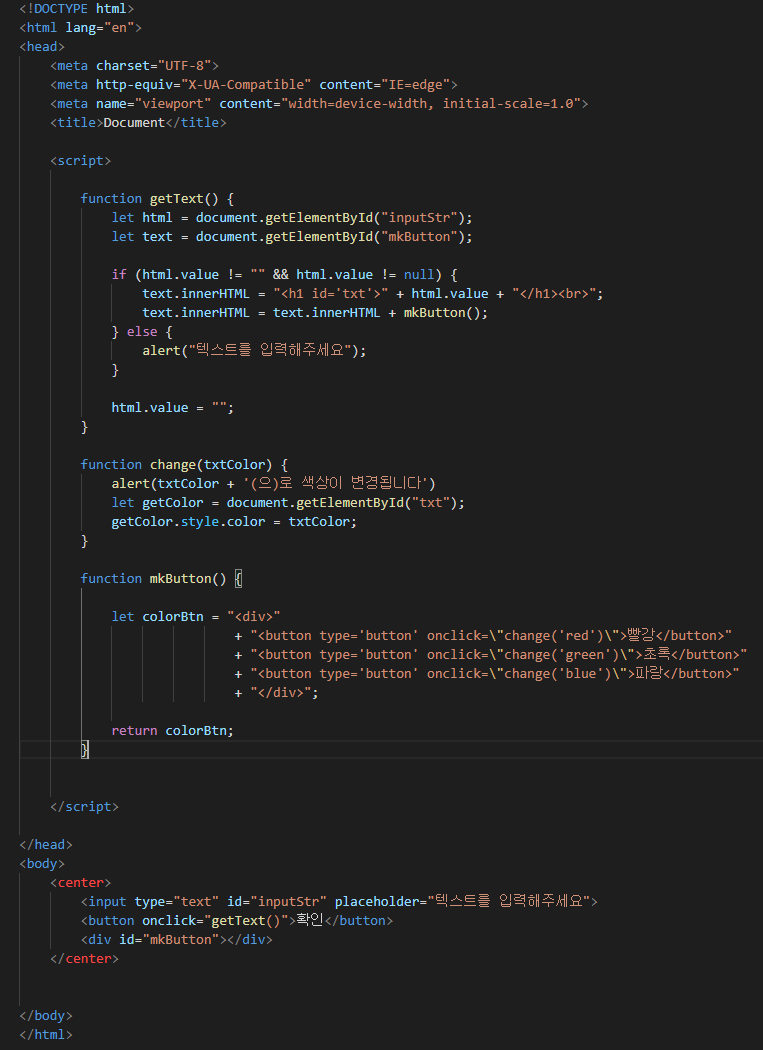 <!DOCTYPE html>
<html lang="en">
<head>
    <meta charset="UTF-8">
    <meta http-equiv="X-UA-Compatible" content="IE=edge">
    <meta name="viewport" content="width=device-width, initial-scale=1.0">
    <title>Document</title>

    <script>

        function getText() {
            let html = document.getElementById("inputStr");
            let text = document.getElementById("mkButton");

            if (html.value != "" && html.value != null) {
                text.innerHTML = "<h1 id='txt'>" + html.value + "</h1><br>";
                text.innerHTML = text.innerHTML + mkButton();
            } else {
                alert("텍스트를 입력해주세요");
            }

            html.value = "";
        }

        function change(txtColor) {
            alert(txtColor + '(으)로 색상이 변경됩니다')
            let getColor = document.getElementById("txt");
            getColor.style.color = txtColor;
        }

        function mkButton() {

            let colorBtn = "<div>"
                            + "<button type='button' onclick=\"change('red')\">빨강</button>"
                            + "<button type='button' onclick=\"change('green')\">초록</button>"
                            + "<button type='button' onclick=\"change('blue')\">파랑</button>"
                            + "</div>";

            return colorBtn;
        }

    </script>

</head>
<body>
    <center>
        <input type="text" id="inputStr" placeholder="텍스트를 입력해주세요">
        <button onclick="getText()">확인</button>
        <div id="mkButton"></div>
    </center>

</body>
</html>